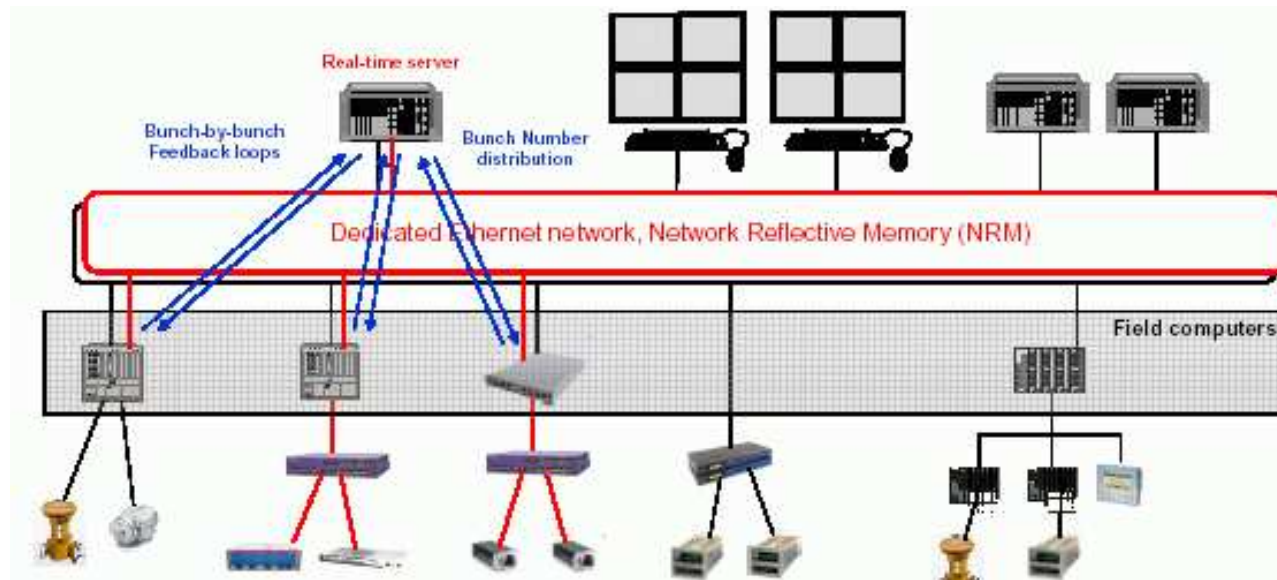 Real-time server
Bunch-by-bunch
Feedback loops
Bunch Number
distribution
Dedicated Ethernet network, Network Reflective Memory (NRM)
Field computers